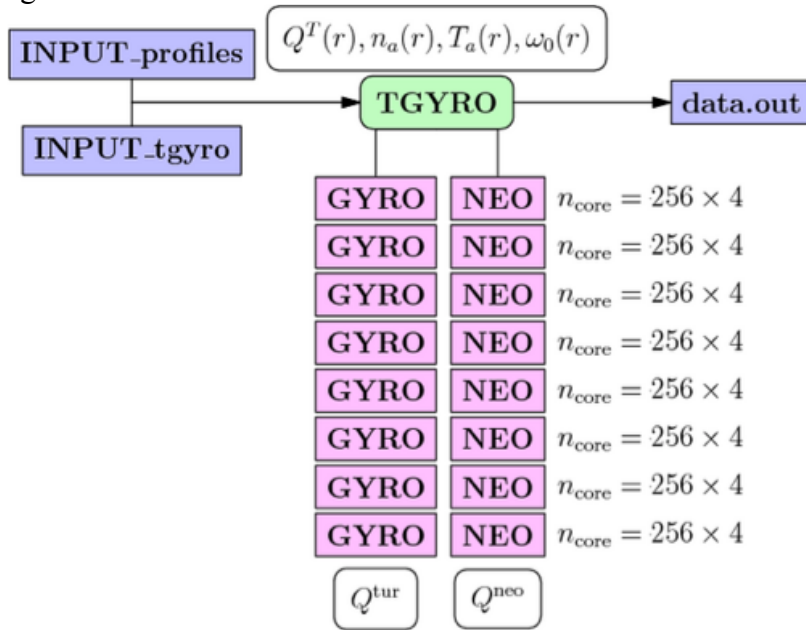 Q^T(r), n_a(r), T_a(r), ω_0(r)
INPUT_profiles
TGYRO
data.out
INPUT_tgyro
GYRO NEO n_core = 256 × 4
GYRO NEO n_core = 256 × 4
GYRO NEO n_core = 256 × 4
GYRO NEO n_core = 256 × 4
GYRO NEO n_core = 256 × 4
GYRO NEO n_core = 256 × 4
GYRO NEO n_core = 256 × 4
GYRO NEO n_core = 256 × 4
Q^tur Q^neo